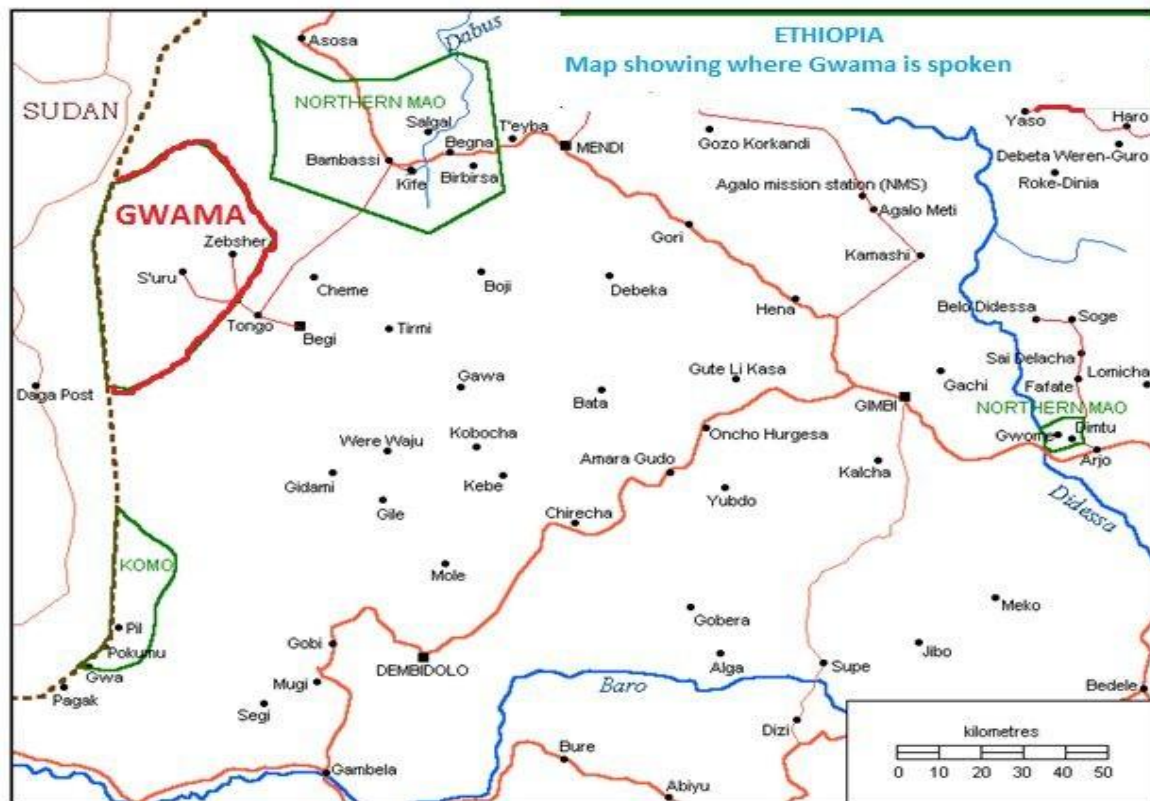 ETHIOPIA
Map showing where Gwama is spoken
Asosa
Dabus
SUDAN
NORTHERN MAO
Salgal
T'eyba
Begna
MENDI
Bambassi
Kife
Birbirsa
Gozo Korkandi
Yaso
Haro
Debeta Weren-Guro
Roke-Dinia
Agalo mission station (NMS)
Agalo Meti
GWAMA
Zebsher
Gori
Kamashi
S'uru
Cheme
Boji
Debeka
Hena
Belo Didessa
Soge
Tongo
Begi
Tirmi
Sai Delacha
Lomicha
Daga Post
Gawa
Bata
Gute Li Kasa
GIMBI
Gachi
Fafate
NORTHERN MAO
Gwome
Dimtu
Arjo
Were Waju
Kobocha
Oncho Hurgesa
Gidami
Kebe
Amara Gudo
Kalcha
Gile
Yubdo
Didessa
Chirecha
KOMO
Mole
Meko
Pil
Gobera
Pokumu
Gobi
Jibo
Gwa
DEMBIDOLO
Alga
Supe
Pagak
Mugi
Baro
Bedele
Segi
Dizi
kilometres
Bure
0 10 20 30 40 50
Gambela
Abiyu